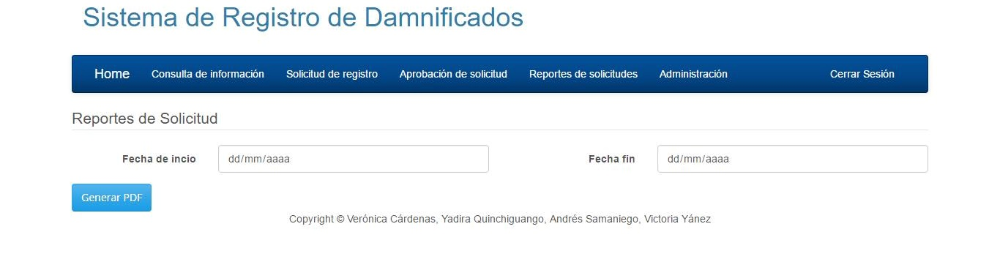 Sistema de Registro de Damnificados
Home Consulta de información Solicitud de registro Aprobación de solicitud Reportes de solicitudes Administración Cerrar Sesión
Reportes de Solicitud
Fecha de incio dd/mm/aaaa Fecha fin dd/mm/aaaa
Generar PDF
Copyright © Verónica Cárdenas, Yadira Quinchiguango, Andrés Samaniego, Victoria Yánez